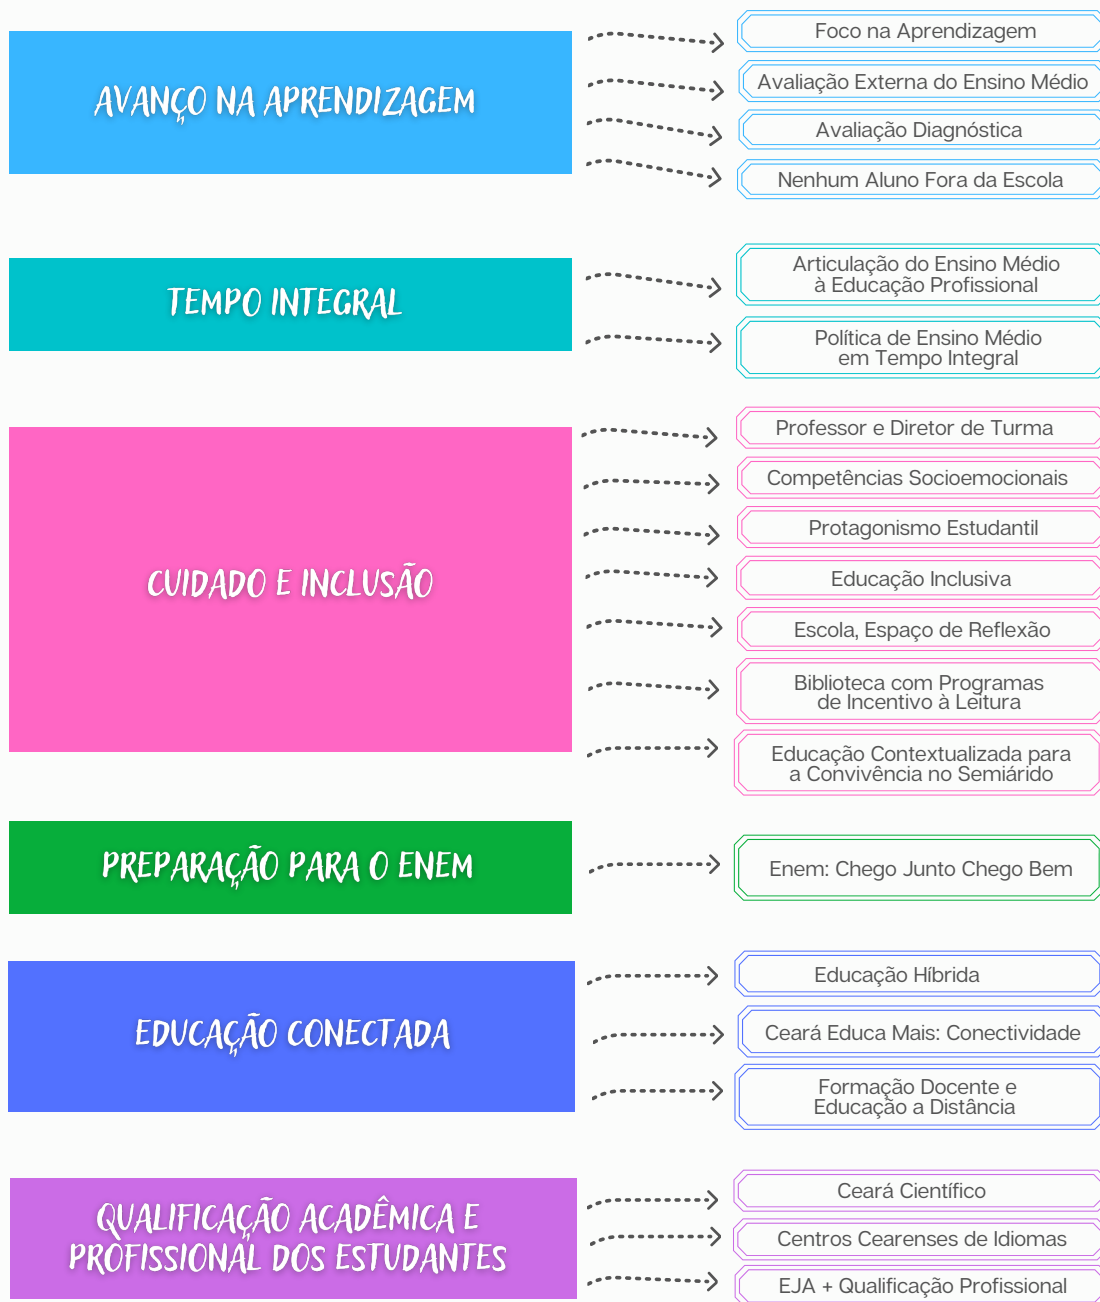 AVANÇO NA APRENDIZAGEM
Foco na Aprendizagem
Avaliação Externa do Ensino Médio
Avaliação Diagnóstica
Nenhum Aluno Fora da Escola
TEMPO INTEGRAL
Articulação do Ensino Médio
à Educação Profissional
Política de Ensino Médio
em Tempo Integral
CUIDADO E INCLUSÃO
Professor e Diretor de Turma
Competências Socioemocionais
Protagonismo Estudantil
Educação Inclusiva
Escola, Espaço de Reflexão
Biblioteca com Programas
de Incentivo à Leitura
Educação Contextualizada para
a Convivência no Semiárido
PREPARAÇÃO PARA O ENEM
Enem: Chego Junto Chego Bem
EDUCAÇÃO CONECTADA
Educação Híbrida
Ceará Educa Mais: Conectividade
Formação Docente e
Educação a Distância
QUALIFICAÇÃO ACADÊMICA E
PROFISSIONAL DOS ESTUDANTES
Ceará Científico
Centros Cearenses de Idiomas
EJA + Qualificação Profissional